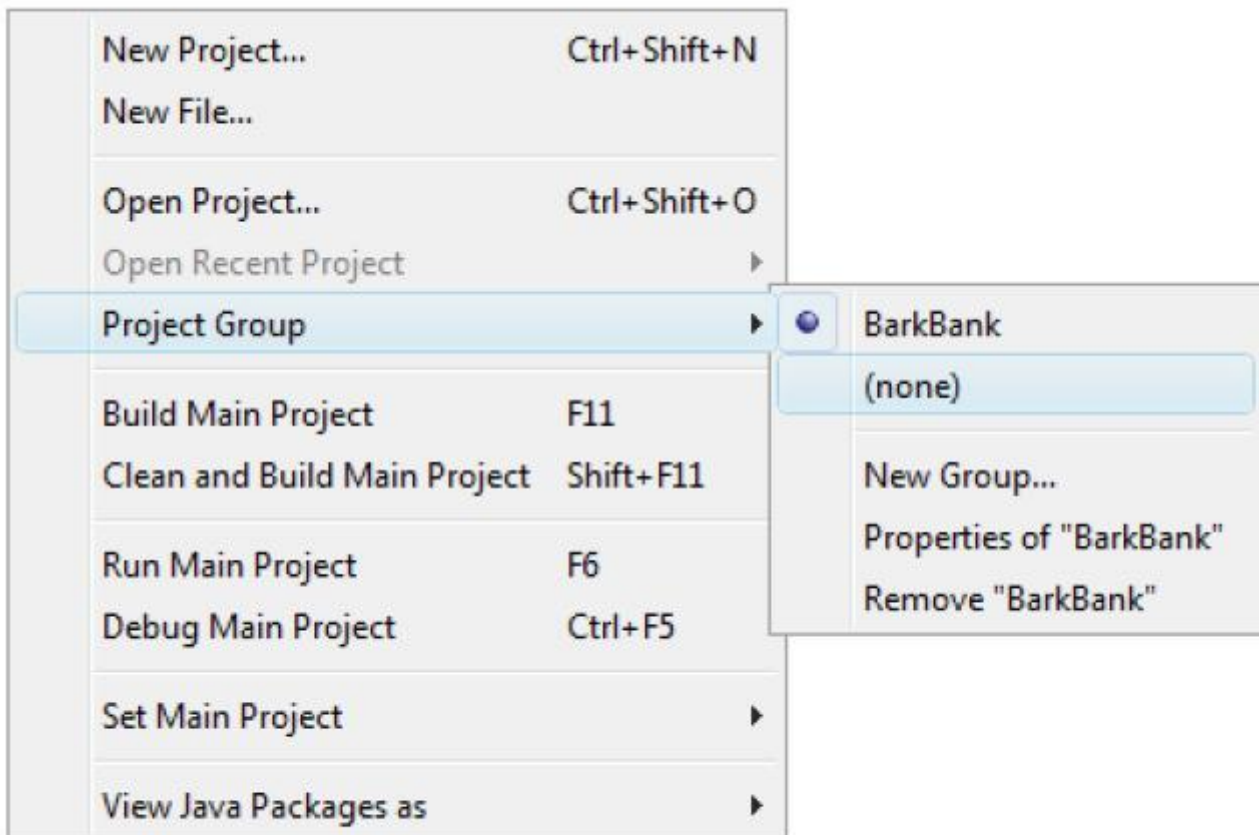 New Project... Ctrl+Shift+N
New File...
Open Project... Ctrl+Shift+O
Open Recent Project
Project Group
BarkBank
(none)
New Group...
Properties of "BarkBank"
Remove "BarkBank"
Build Main Project F11
Clean and Build Main Project Shift+F11
Run Main Project F6
Debug Main Project Ctrl+F5
Set Main Project
View Java Packages as